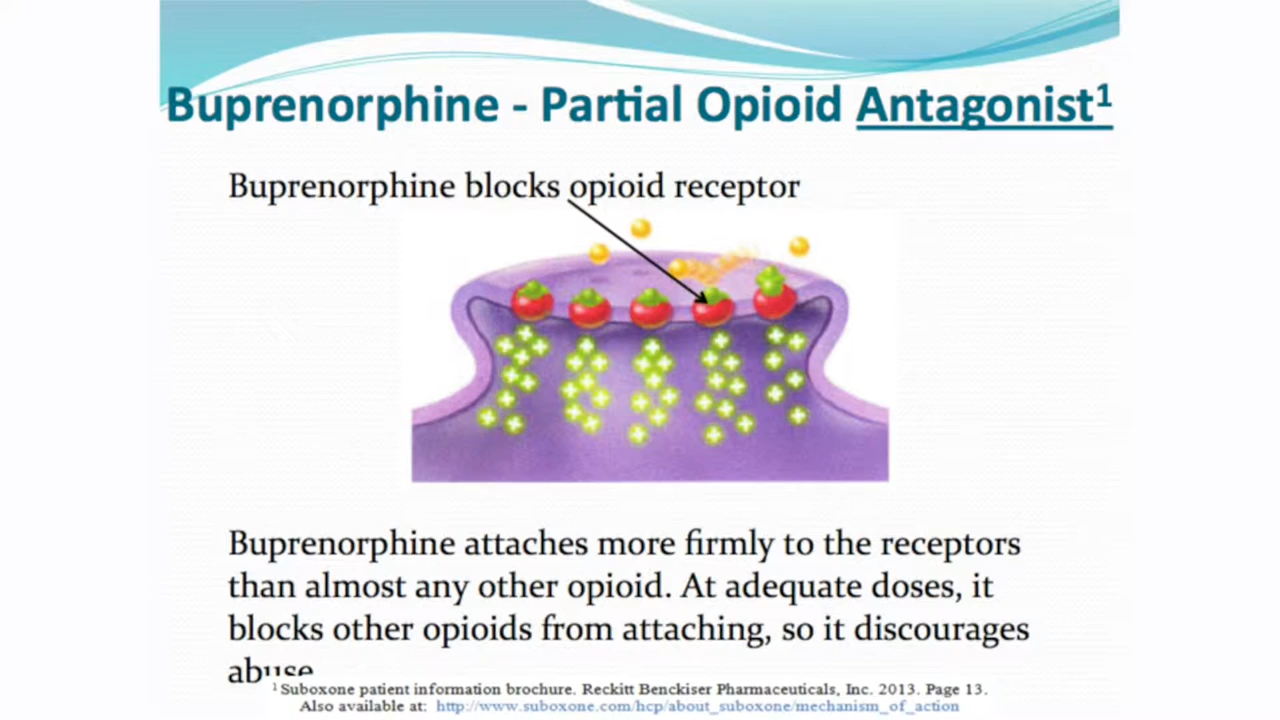 Buprenorphine - Partial Opioid Antagonist¹
Buprenorphine blocks opioid receptor
Buprenorphine attaches more firmly to the receptors
than almost any other opioid. At adequate doses, it
blocks other opioids from attaching, so it discourages
abuse
¹ Suboxone patient information brochure. Reckitt Benckiser Pharmaceuticals, Inc. 2013. Page 13.
Also available at: http://www.suboxone.com/hcp/about_suboxone/mechanism_of_action